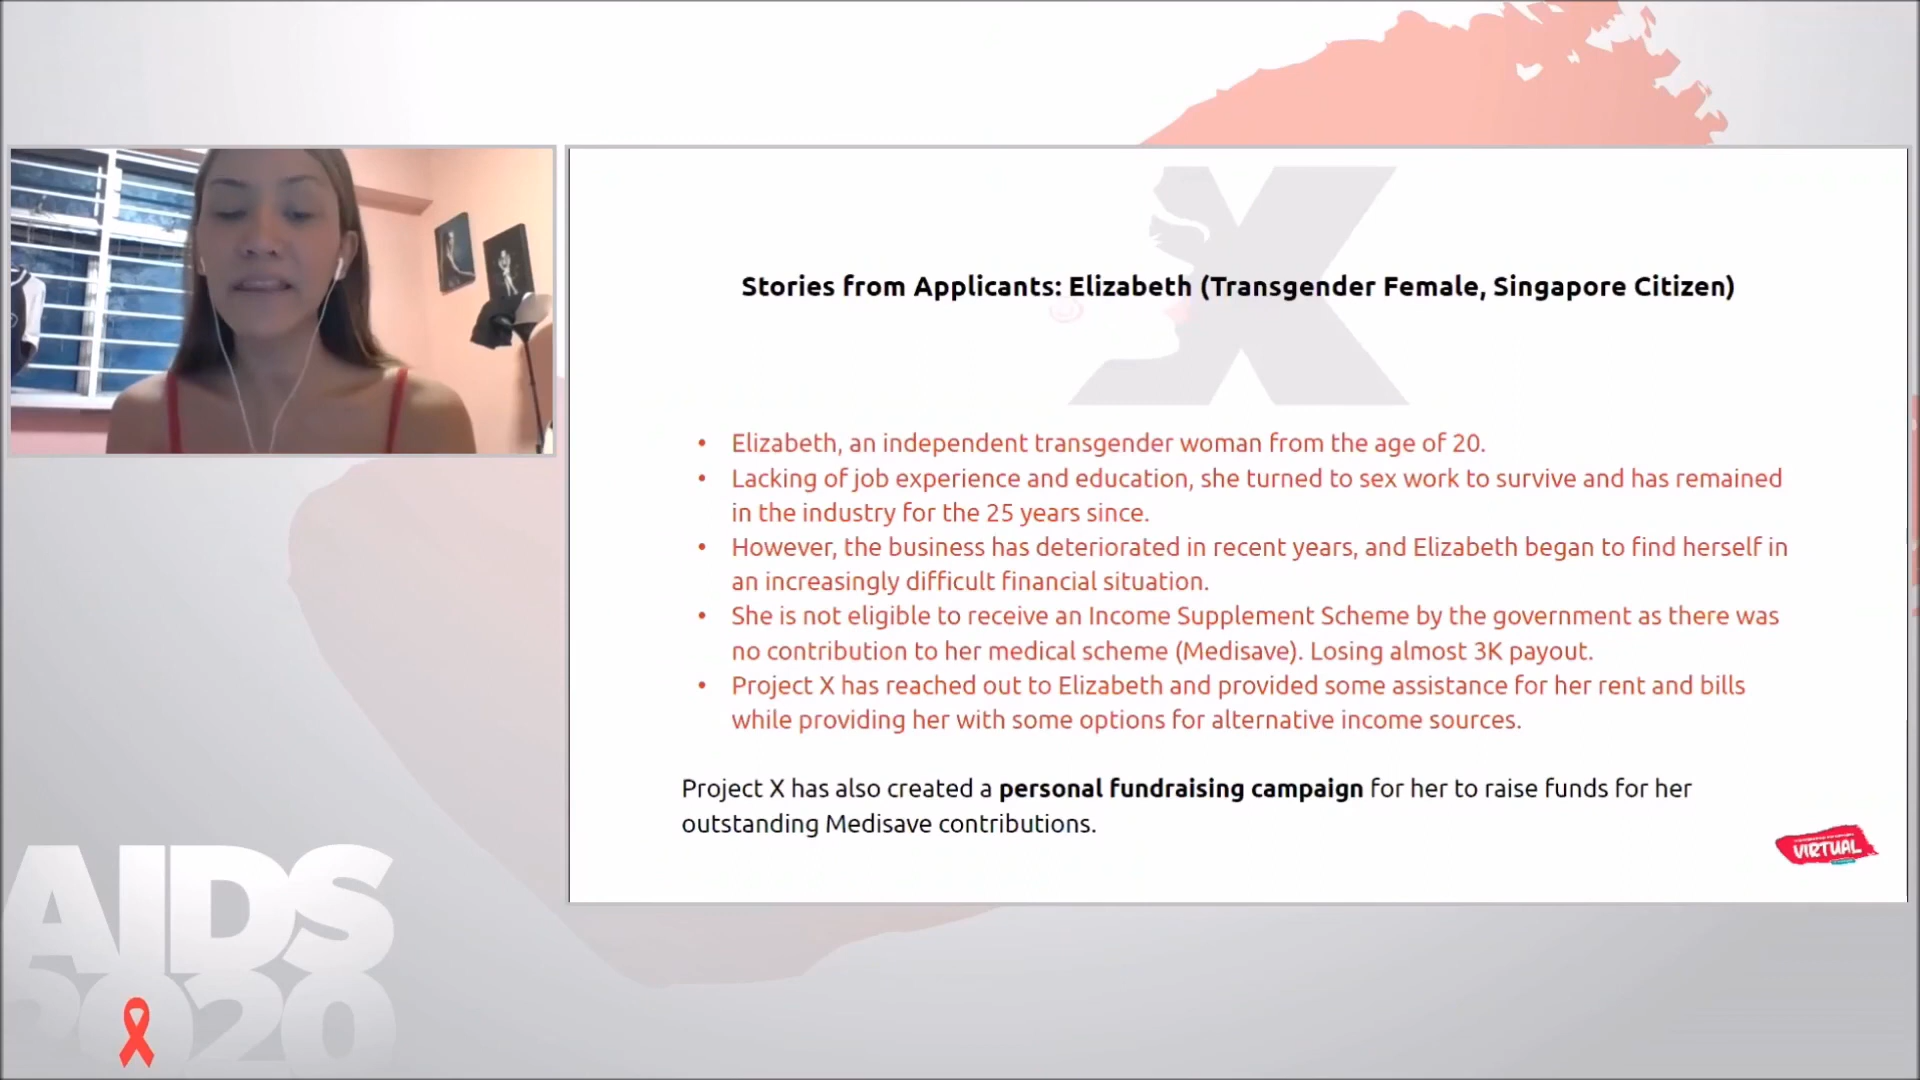 Stories from Applicants: Elizabeth (Transgender Female, Singapore Citizen)
• Elizabeth, an independent transgender woman from the age of 20.
• Lacking of job experience and education, she turned to sex work to survive and has remained
in the industry for the 25 years since.
• However, the business has deteriorated in recent years, and Elizabeth began to find herself in
an increasingly difficult financial situation.
• She is not eligible to receive an Income Supplement Scheme by the government as there was
no contribution to her medical scheme (Medisave). Losing almost 3K payout.
• Project X has reached out to Elizabeth and provided some assistance for her rent and bills
while providing her with some options for alternative income sources.
Project X has also created a personal fundraising campaign for her to raise funds for her
outstanding Medisave contributions.
VIRTUAL
AIDS
2020